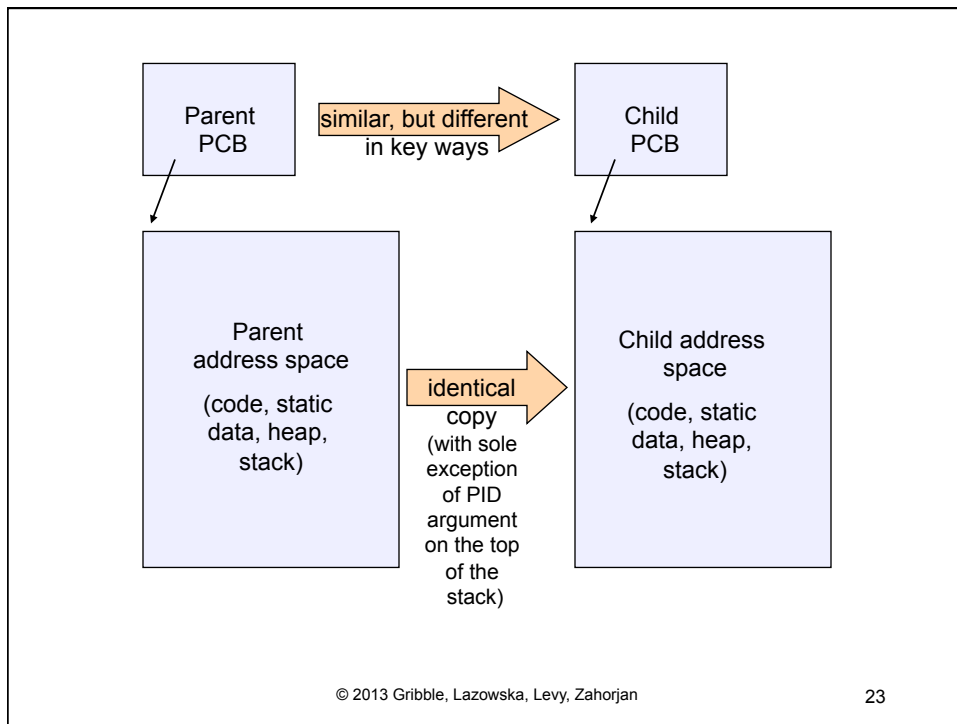 Parent
PCB
similar, but different
in key ways
Child
PCB
Parent
address space
(code, static
data, heap,
stack)
identical
copy
(with sole
exception
of PID
argument
on the top
of the
stack)
Child address
space
(code, static
data, heap,
stack)
© 2013 Gribble, Lazowska, Levy, Zahorjan
23